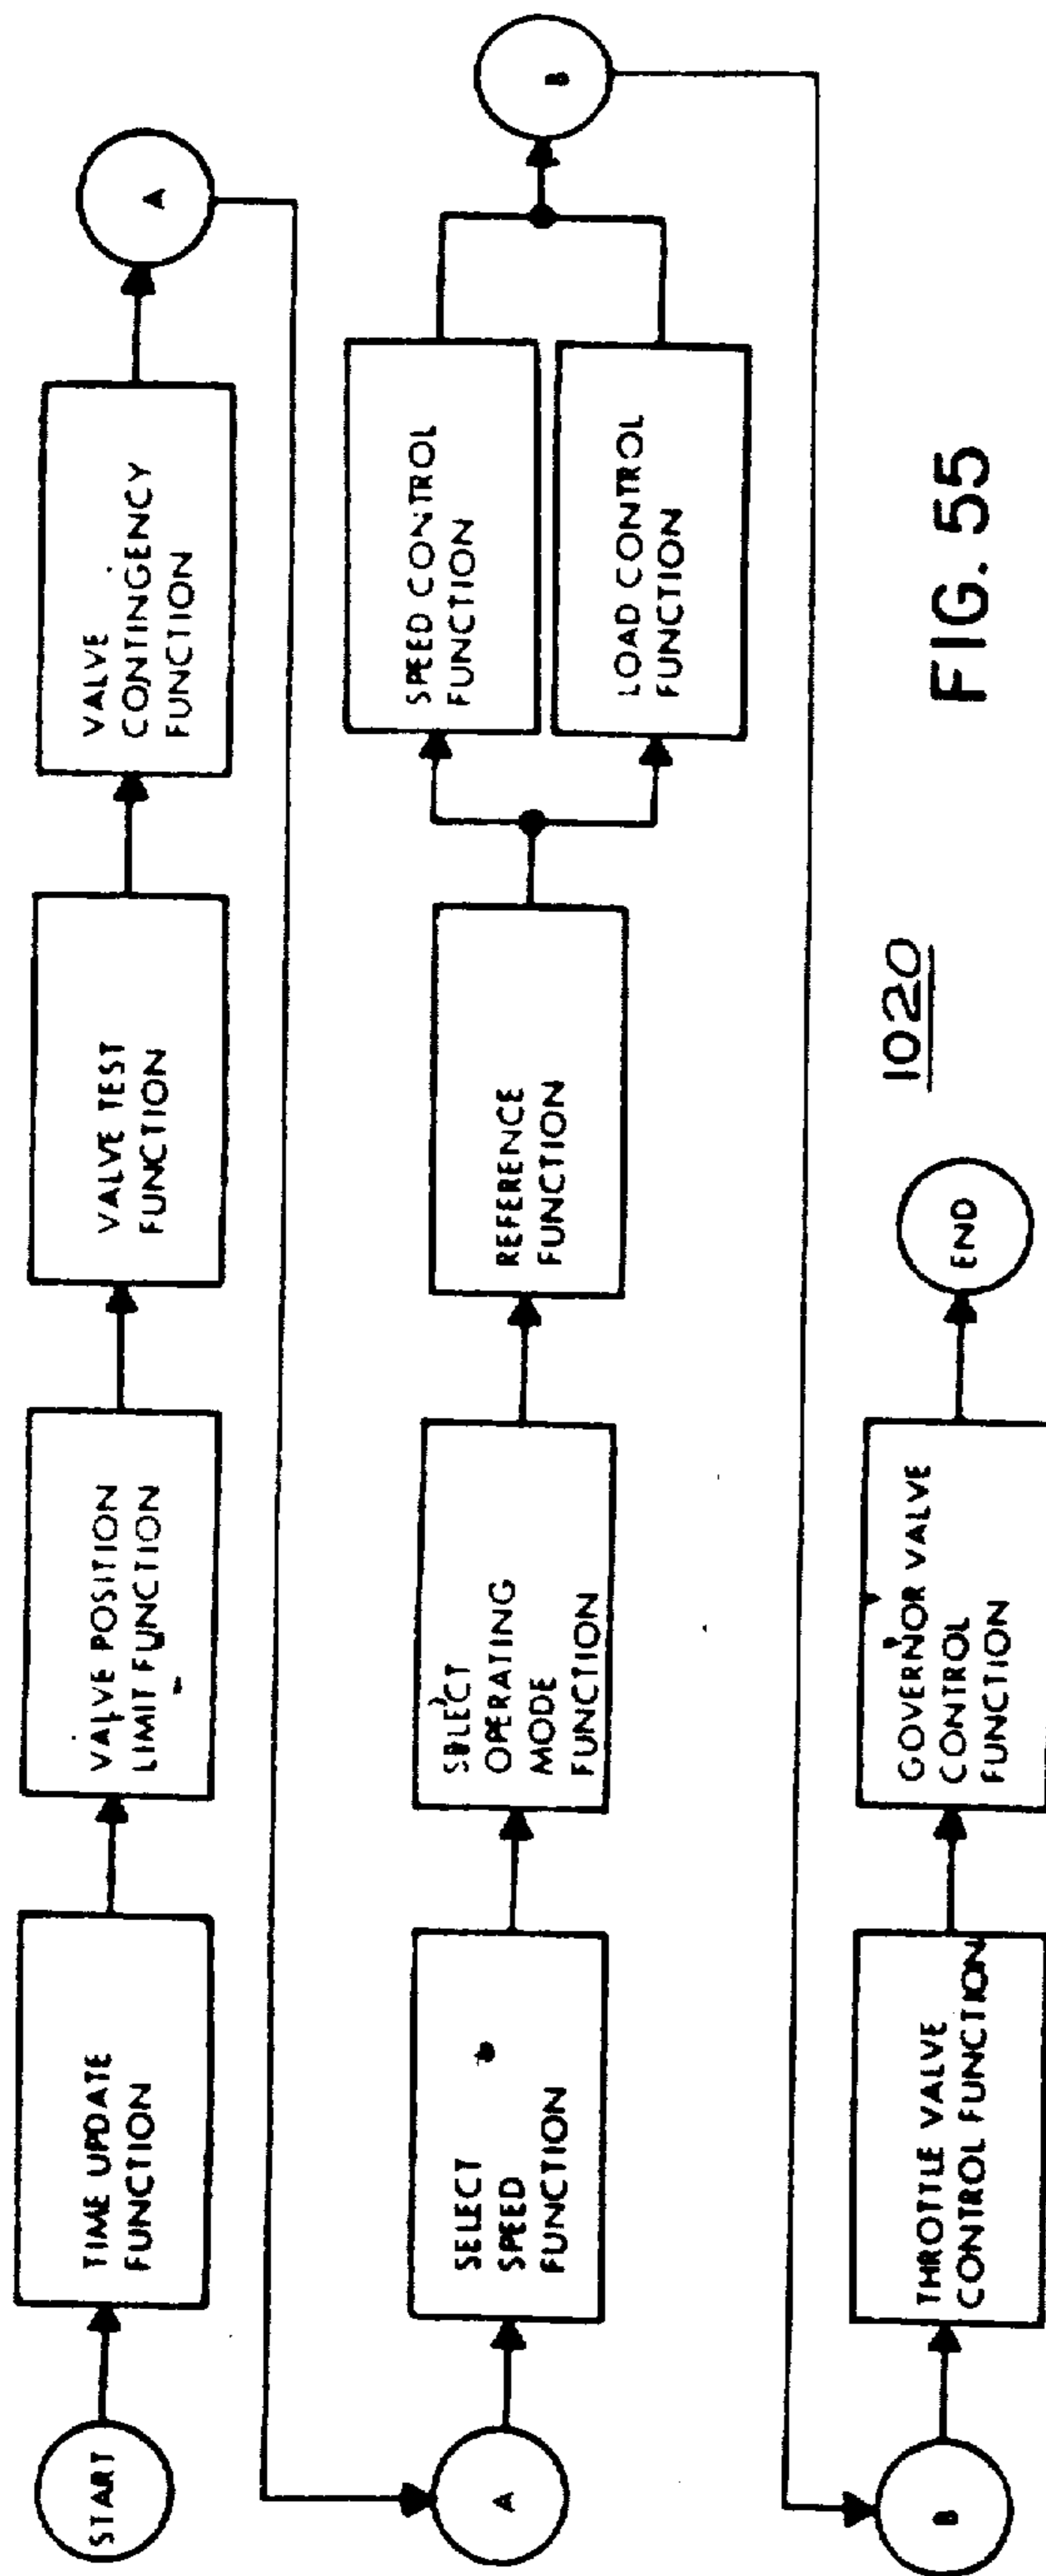 START
TIME UPDATE
FUNCTION
VALVE POSITION
LIMIT FUNCTION
VALVE TEST
FUNCTION
VALVE
CONTINGENCY
FUNCTION
A
A
SELECT
SPEED
FUNCTION
SELECT
OPERATING
MODE
FUNCTION
REFERENCE
FUNCTION
SPEED CONTROL
FUNCTION
LOAD CONTROL
FUNCTION
B
B
THROTTLE VALVE
CONTROL FUNCTION
GOVERNOR VALVE
CONTROL
FUNCTION
END
1020
FIG. 55